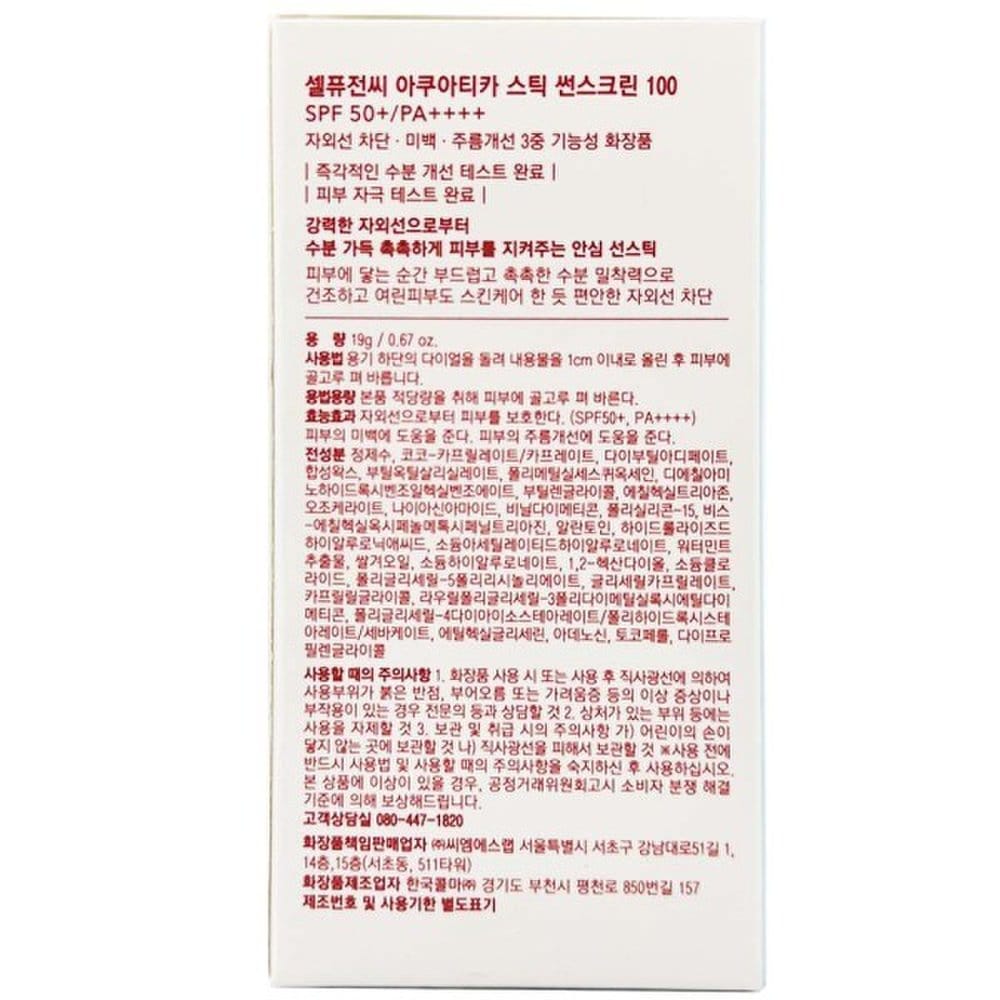 셀퓨전씨 아쿠아티카 스틱 썬스크린 100
SPF 50+/PA++++
자외선 차단 · 미백 · 주름개선 3중 기능성 화장품
| 즉각적인 수분 개선 테스트 완료 |
| 피부 자극 테스트 완료 |
강력한 자외선으로부터
수분 가득 촉촉하게 피부를 지켜주는 안심 선스틱
피부에 닿는 순간 부드럽고 촉촉한 수분 밀착력으로
건조하고 여린피부도 스킨케어 한 듯 편안한 자외선 차단
용 량 19g / 0.67 oz.
사용법 용기 하단의 다이얼을 돌려 내용물을 1cm 이내로 올린 후 피부에
골고루 펴 바릅니다.
용법용량 본품 적당량을 취해 피부에 골고루 펴 바른다.
효능효과 자외선으로부터 피부를 보호한다. (SPF50+, PA++++)
피부의 미백에 도움을 준다. 피부의 주름개선에 도움을 준다.
전성분 정제수, 코코-카프릴레이트/카프레이트, 다이부틸아디페이트,
합성왁스, 부틸옥틸살리실레이트, 폴리메틸실세스퀴옥세인, 디에칠아미
노하이드록시벤조일헥실벤조에이트, 부틸렌글라이콜, 에칠헥실트리아존,
오조케라이트, 나이아신아마이드, 비닐다이메티콘, 폴리실리콘-15, 비스
-에칠헥실옥시페놀메톡시페닐트리아진, 알란토인, 하이드롤라이즈드
하이알루로닉애씨드, 소듐아세틸레이티드하이알루로네이트, 워터민트
추출물, 쌀겨오일, 소듐하이알루로네이트, 1,2-헥산다이올, 소듐클로
라이드, 폴리글리세릴-5폴리리시놀리에이트, 글리세릴카프릴레이트,
카프릴릴글라이콜, 라우릴폴리글리세릴-3폴리다이메틸실록시에틸다이
메티콘, 폴리글리세릴-4다이아이소스테아레이트/폴리하이드록시스테
아레이트/세바케이트, 에틸헥실글리세린, 아데노신, 토코페롤, 다이프로
필렌글라이콜
사용할 때의 주의사항 1. 화장품 사용 시 또는 사용 후 직사광선에 의하여
사용부위가 붉은 반점, 부어오름 또는 가려움증 등의 이상 증상이나
부작용이 있는 경우 전문의 등과 상담할 것 2. 상처가 있는 부위 등에는
사용을 자제할 것 3. 보관 및 취급 시의 주의사항 가) 어린이의 손이
닿지 않는 곳에 보관할 것 나) 직사광선을 피해서 보관할 것 ※사용 전에
반드시 사용법 및 사용할 때의 주의사항을 숙지하신 후 사용하십시오.
본 상품에 이상이 있을 경우, 공정거래위원회고시 소비자 분쟁 해결
기준에 의해 보상해드립니다.
고객상담실 080-447-1820
화장품책임판매업자 ㈜씨엠에스랩 서울특별시 서초구 강남대로51길 1,
14층,15층(서초동, 511타워)
화장품제조업자 한국콜마㈜ 경기도 부천시 평천로 850번길 157
제조번호 및 사용기한 별도표기